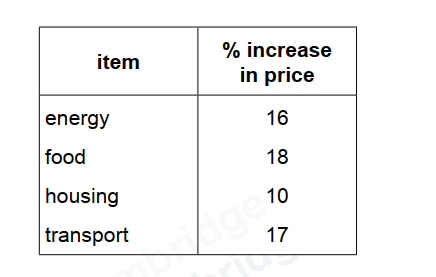 item
% increase
in price
energy 16
food 18
housing 10
transport 17